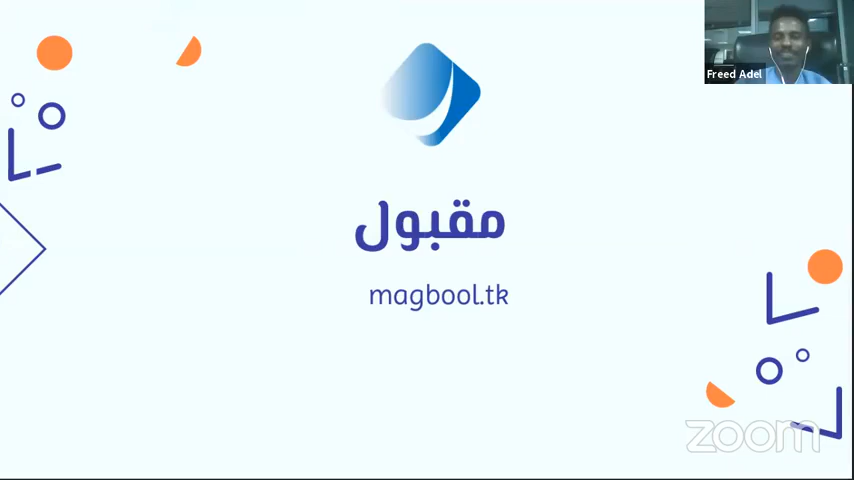 Freed Adel
مقبول
magbool.tk
zoom